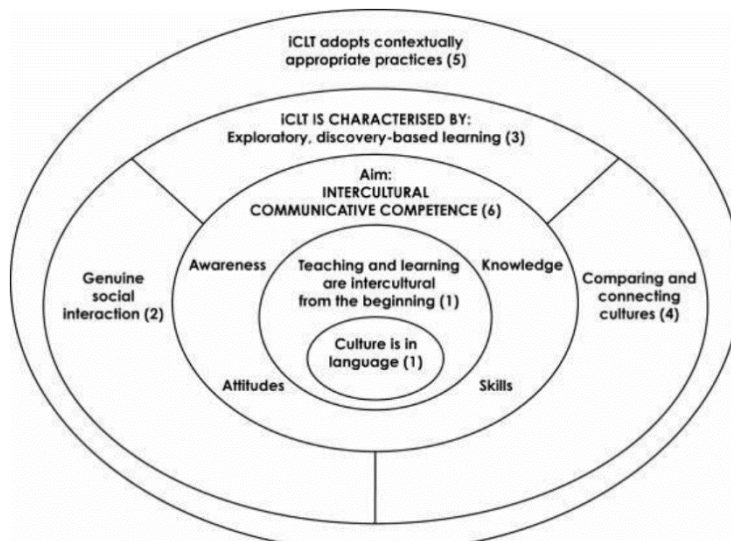 iCLT adopts contextually
appropriate practices (5)
iCLT IS CHARACTERISED BY:
Exploratory, discovery-based learning (3)
Aim:
INTERCULTURAL
COMMUNICATIVE COMPETENCE (6)
Genuine
social
interaction (2)
Awareness
Teaching and learning
are intercultural
from the beginning (1)
Knowledge
Comparing and
connecting
cultures (4)
Culture is in
language (1)
Attitudes
Skills